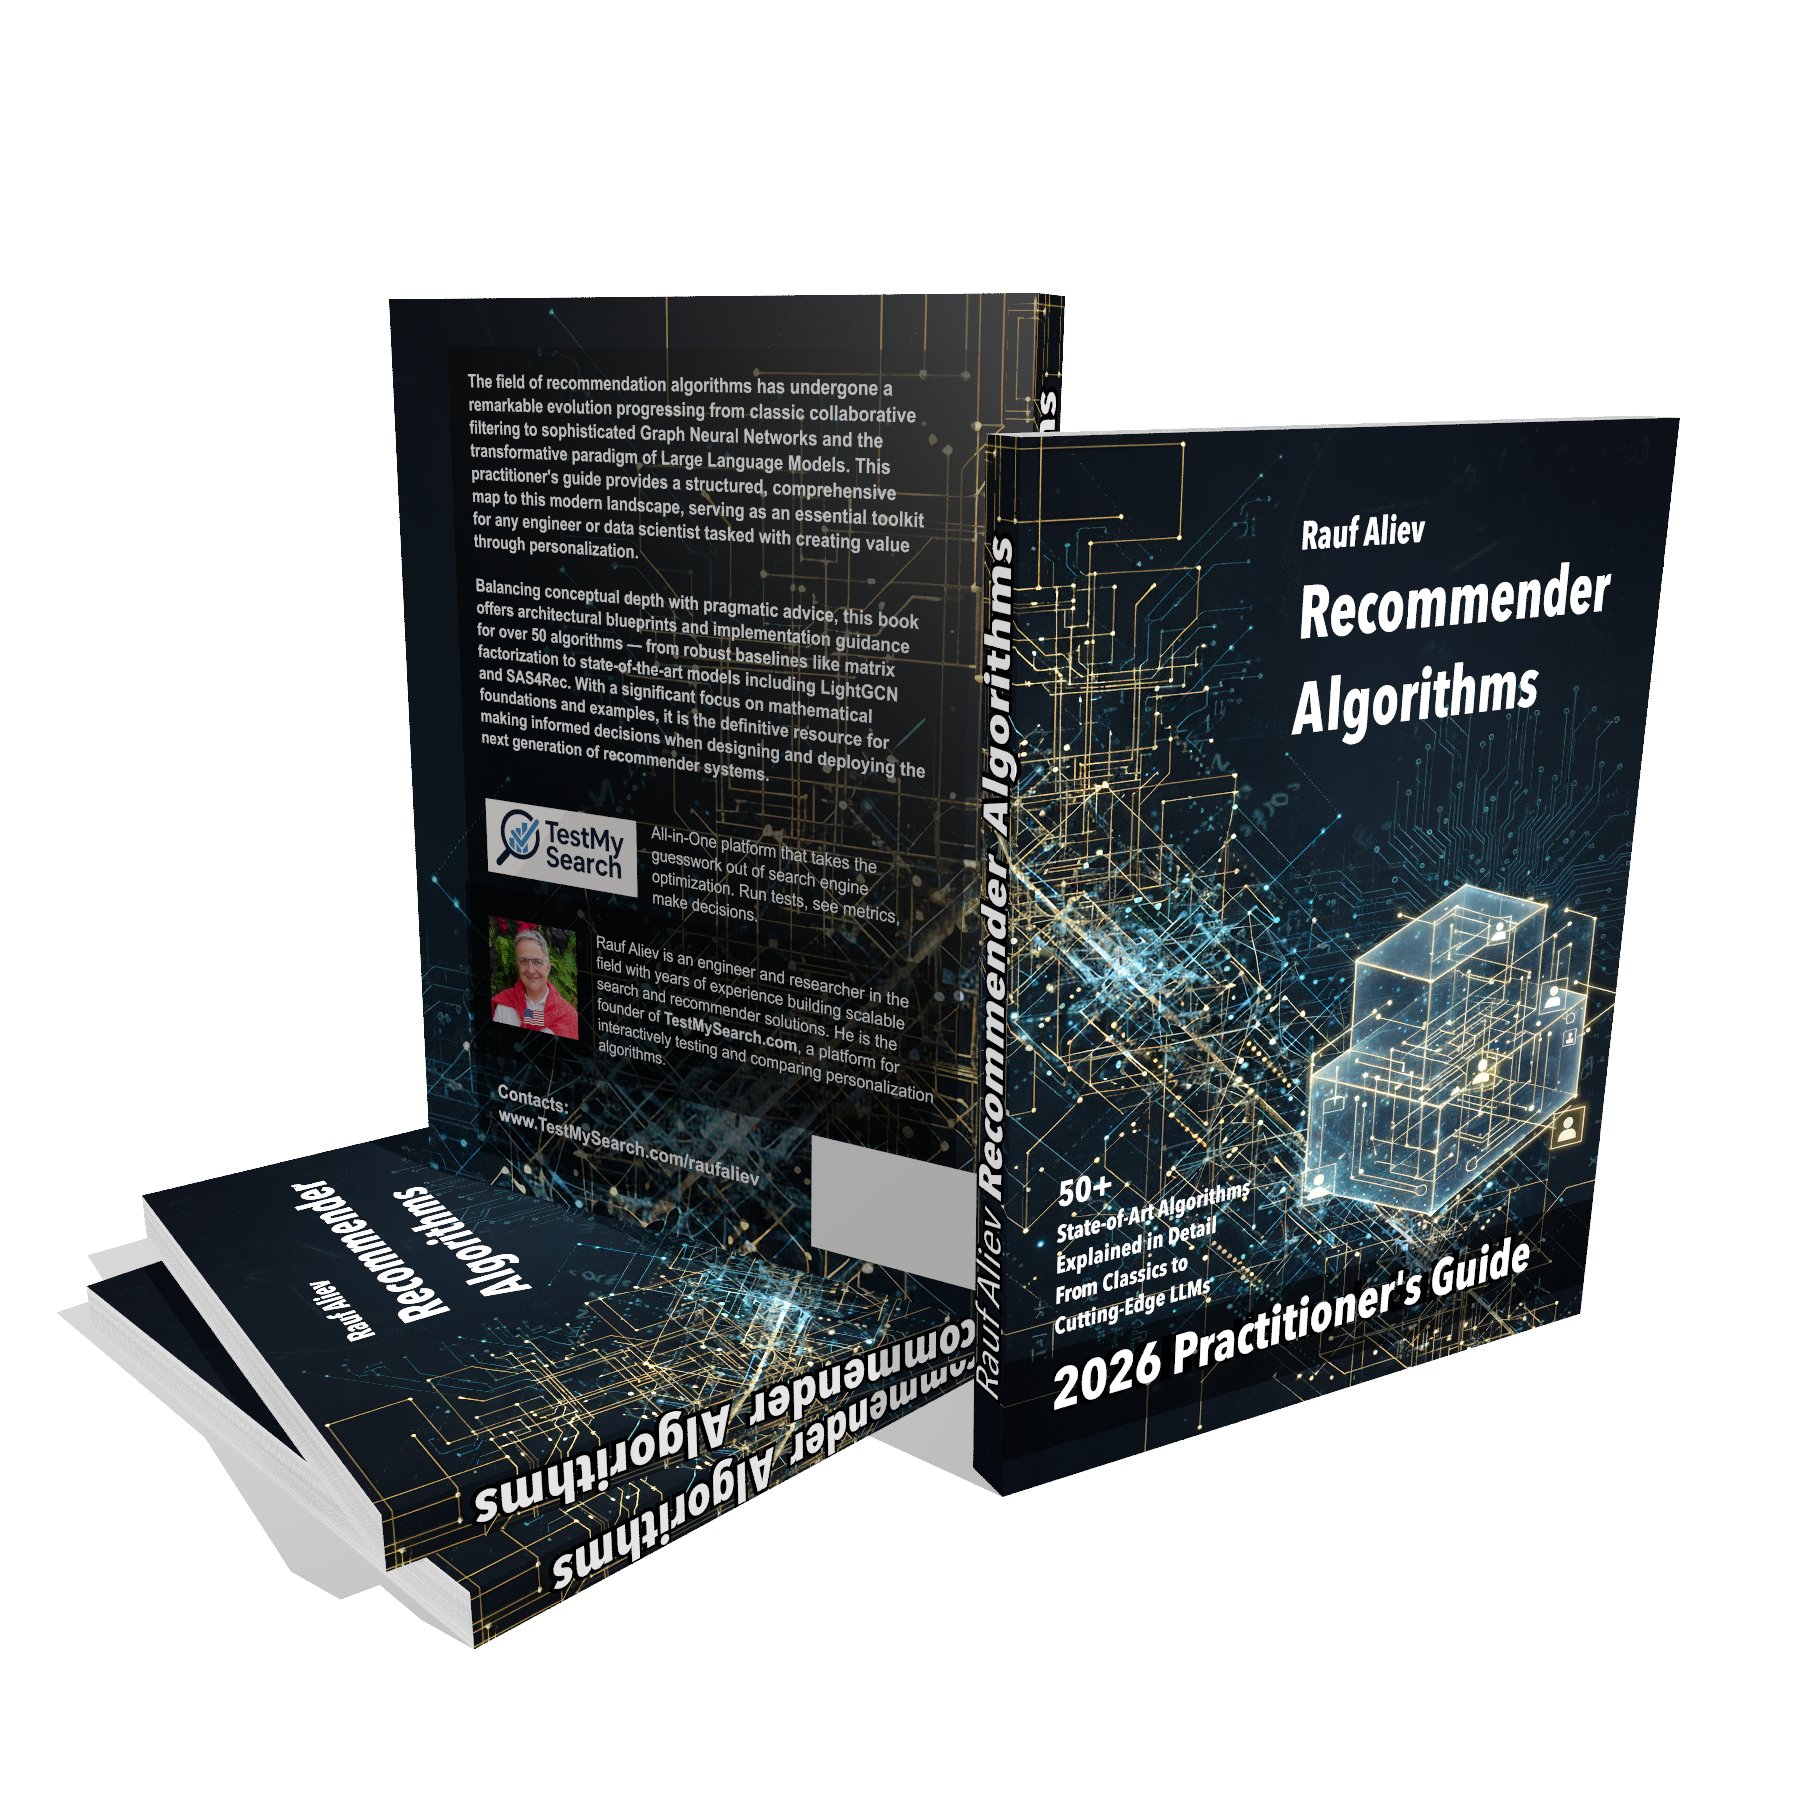 The field of recommendation algorithms has undergone a
remarkable evolution progressing from classic collaborative
filtering to sophisticated Graph Neural Networks and the
transformative paradigm of Large Language Models. This
practitioner's guide provides a structured, comprehensive
map to this modern landscape, serving as an essential toolkit
for any engineer or data scientist tasked with creating value
through personalization.
Balancing conceptual depth with pragmatic advice, this book
offers architectural blueprints and implementation guidance
for over 50 algorithms — from robust baselines like matrix
factorization to state-of-the-art models including LightGCN
and SAS4Rec. With a significant focus on mathematical
foundations and examples, it is the definitive resource for
making informed decisions when designing and deploying the
next generation of recommender systems.
TestMy
Search
All-in-One platform that takes the
guesswork out of search engine
optimization. Run tests, see metrics,
make decisions.
Rauf Aliev is an engineer and researcher in the
field with years of experience building scalable
search and recommender solutions. He is the
founder of TestMySearch.com, a platform for
interactively testing and comparing personalization
algorithms.
Contacts:
www.TestMySearch.com/raufaliev
ms
Rauf Aliev Recommender Algorithms
Rauf Aliev
Recommender
Algorithms
50+
State-of-Art Algorithms
Explained in Detail
From Classics to
Cutting-Edge LLMs
2026 Practitioner's Guide
Rauf Aliev
Recommender
Algorithms
commender Algorithms
ommender Algorithms